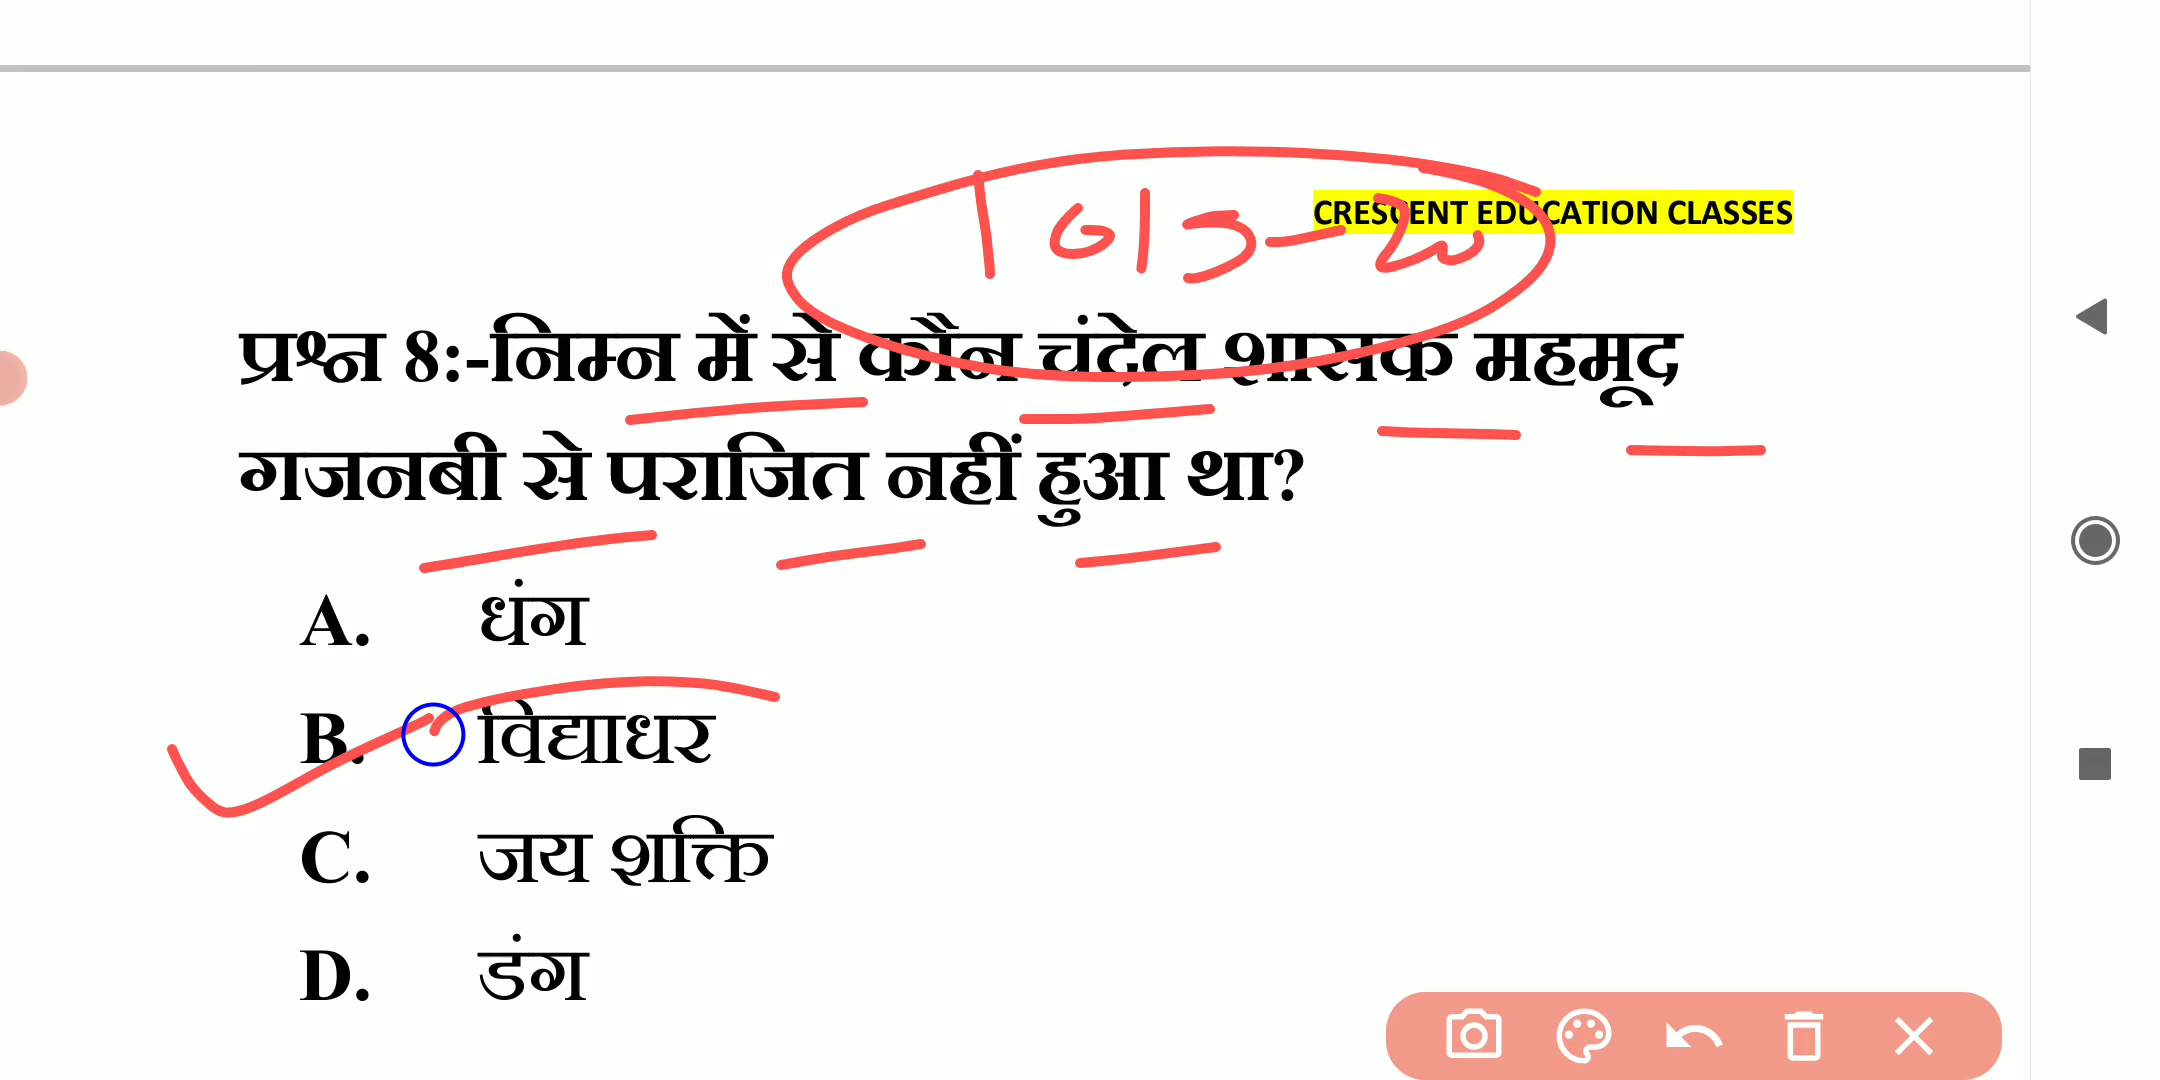 1013-20
CRESCENT EDUCATION CLASSES
प्रश्न 8:-निम्न में से कौन चंदेल शासक महमूद
गजनबी से पराजित नहीं हुआ था?
A. धंग
B. विद्याधर
C. जय शक्ति
D. डंग